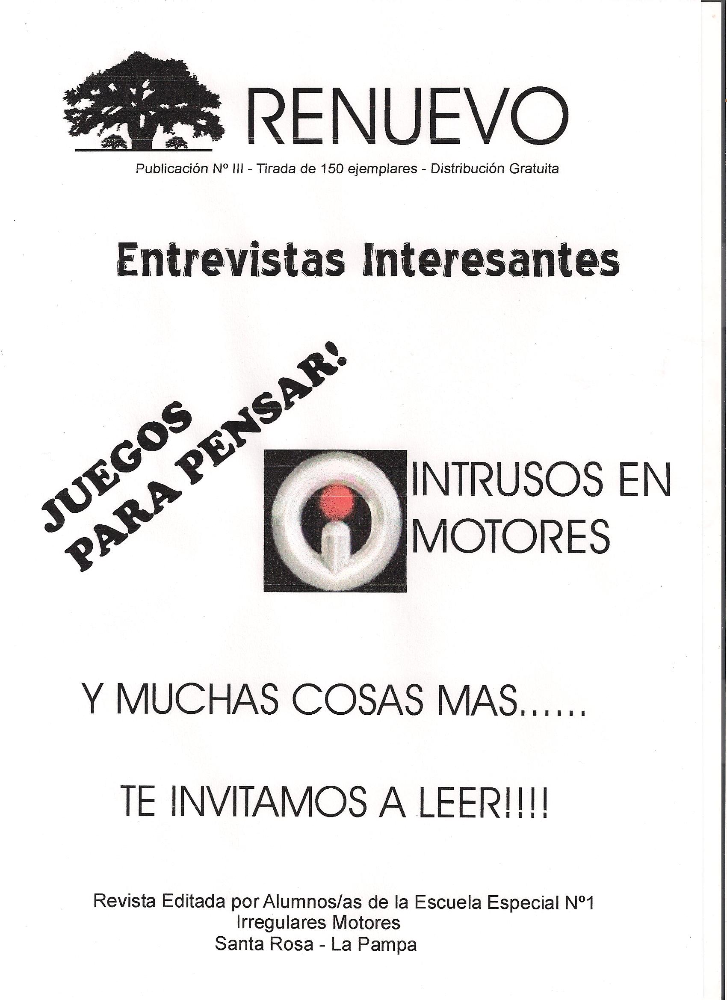 RENUEVO
Publicación Nº III - Tirada de 150 ejemplares - Distribución Gratuita
Entrevistas Interesantes
JUEGOS
PARA PENSAR!
INTRUSOS EN
MOTORES
Y MUCHAS COSAS MAS......
TE INVITAMOS A LEER!!!!
Revista Editada por Alumnos/as de la Escuela Especial Nº1
Irregulares Motores
Santa Rosa - La Pampa